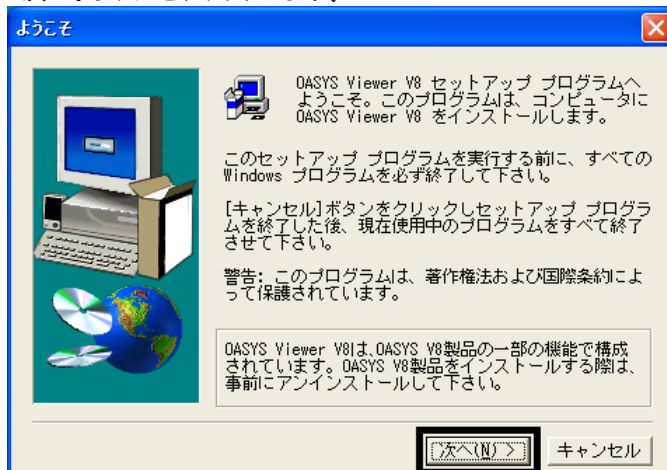 ようこそ
OASYS Viewer V8 セットアップ プログラムへ
ようこそ。このプログラムは、コンピュータに
OASYS Viewer V8 をインストールします。
このセットアップ プログラムを実行する前に、すべての
Windows プログラムを必ず終了して下さい。
[キャンセル]ボタンをクリックしセットアップ プログラ
ムを終了した後、現在使用中のプログラムをすべて終了
させて下さい。
警告: このプログラムは、著作権法および国際条約によ
って保護されています。
OASYS Viewer V8は、OASYS V8製品の一部の機能で構成
されています。OASYS V8製品をインストールする際は、
事前にアンインストールして下さい。
次へ(N) >
キャンセル